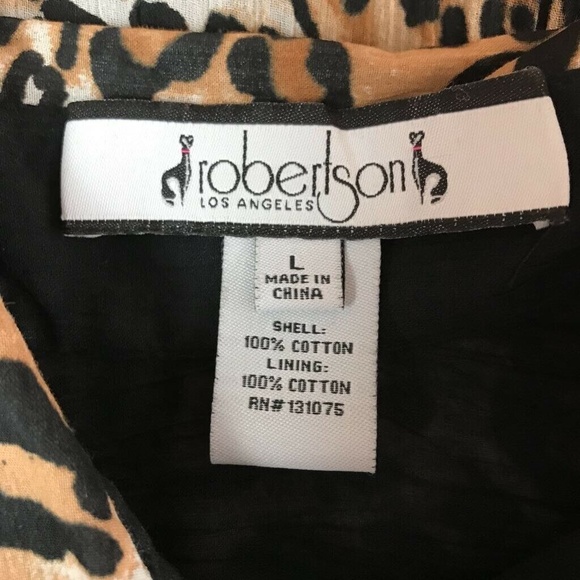 robertson
LOS ANGELES
L
MADE IN
CHINA
SHELL:
100% COTTON
LINING:
100% COTTON
RN# 131075